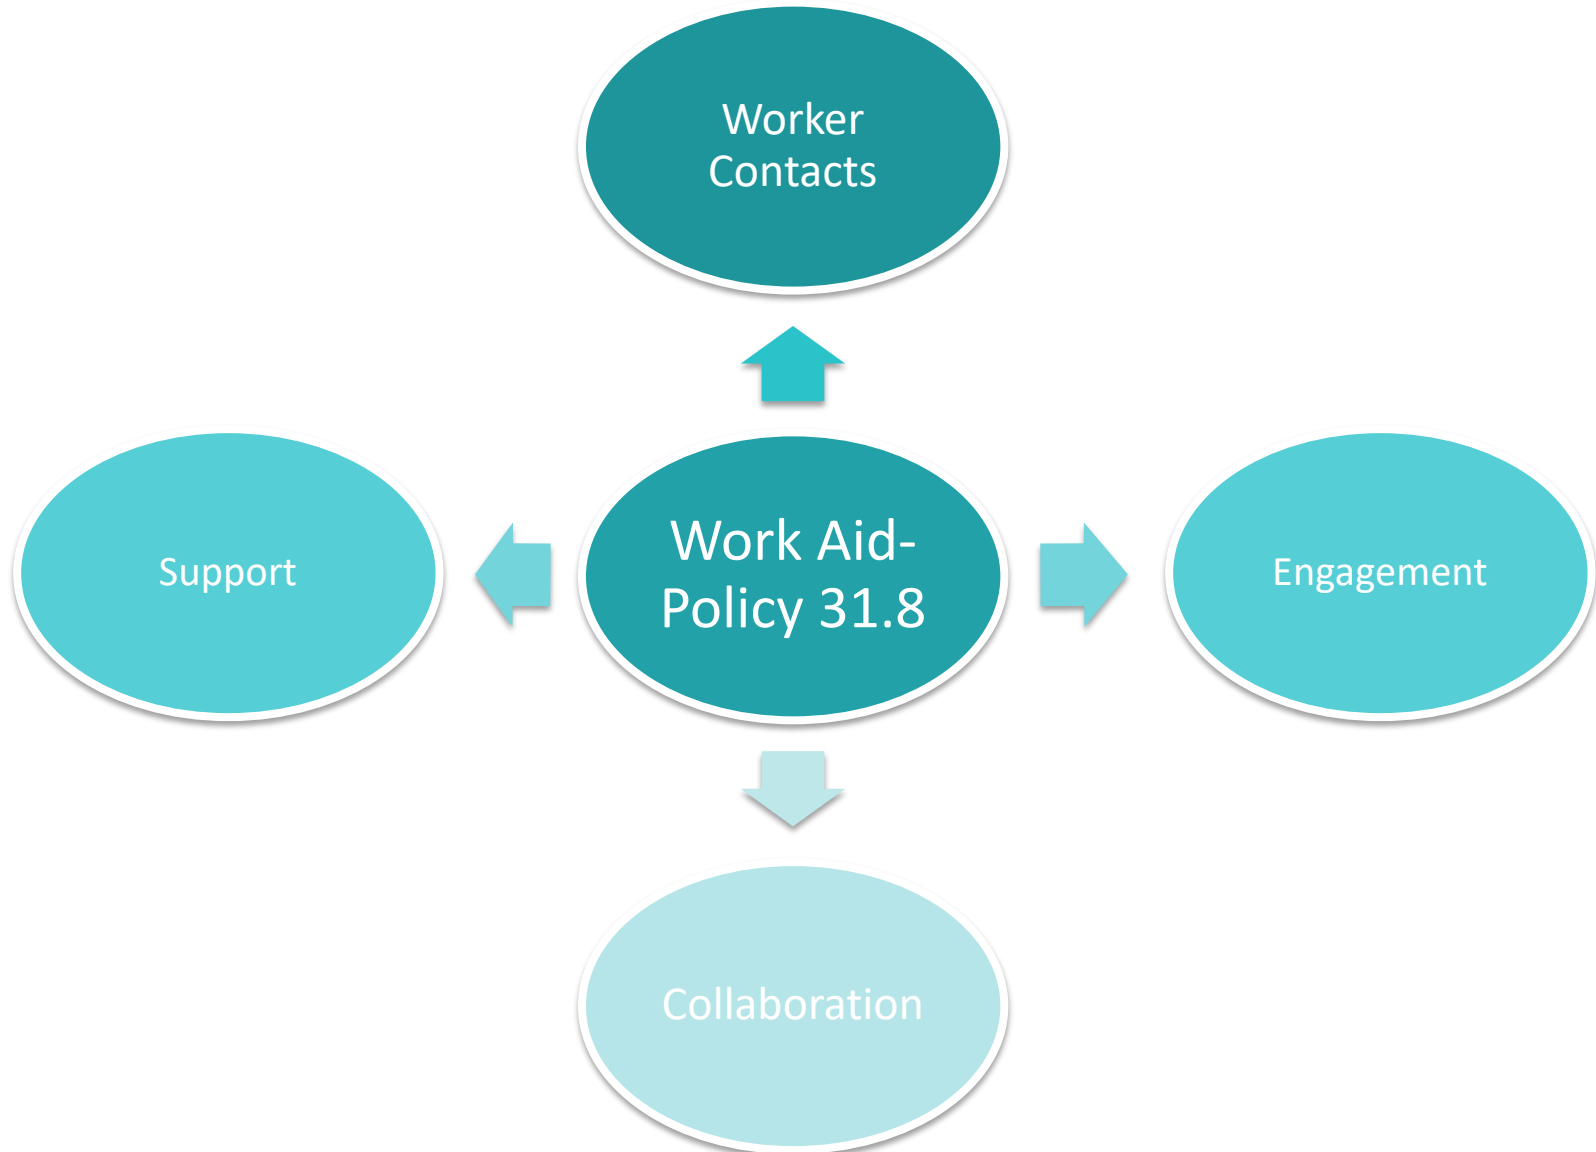 Worker
Contacts
Support
Work Aid-
Policy 31.8
Engagement
Collaboration